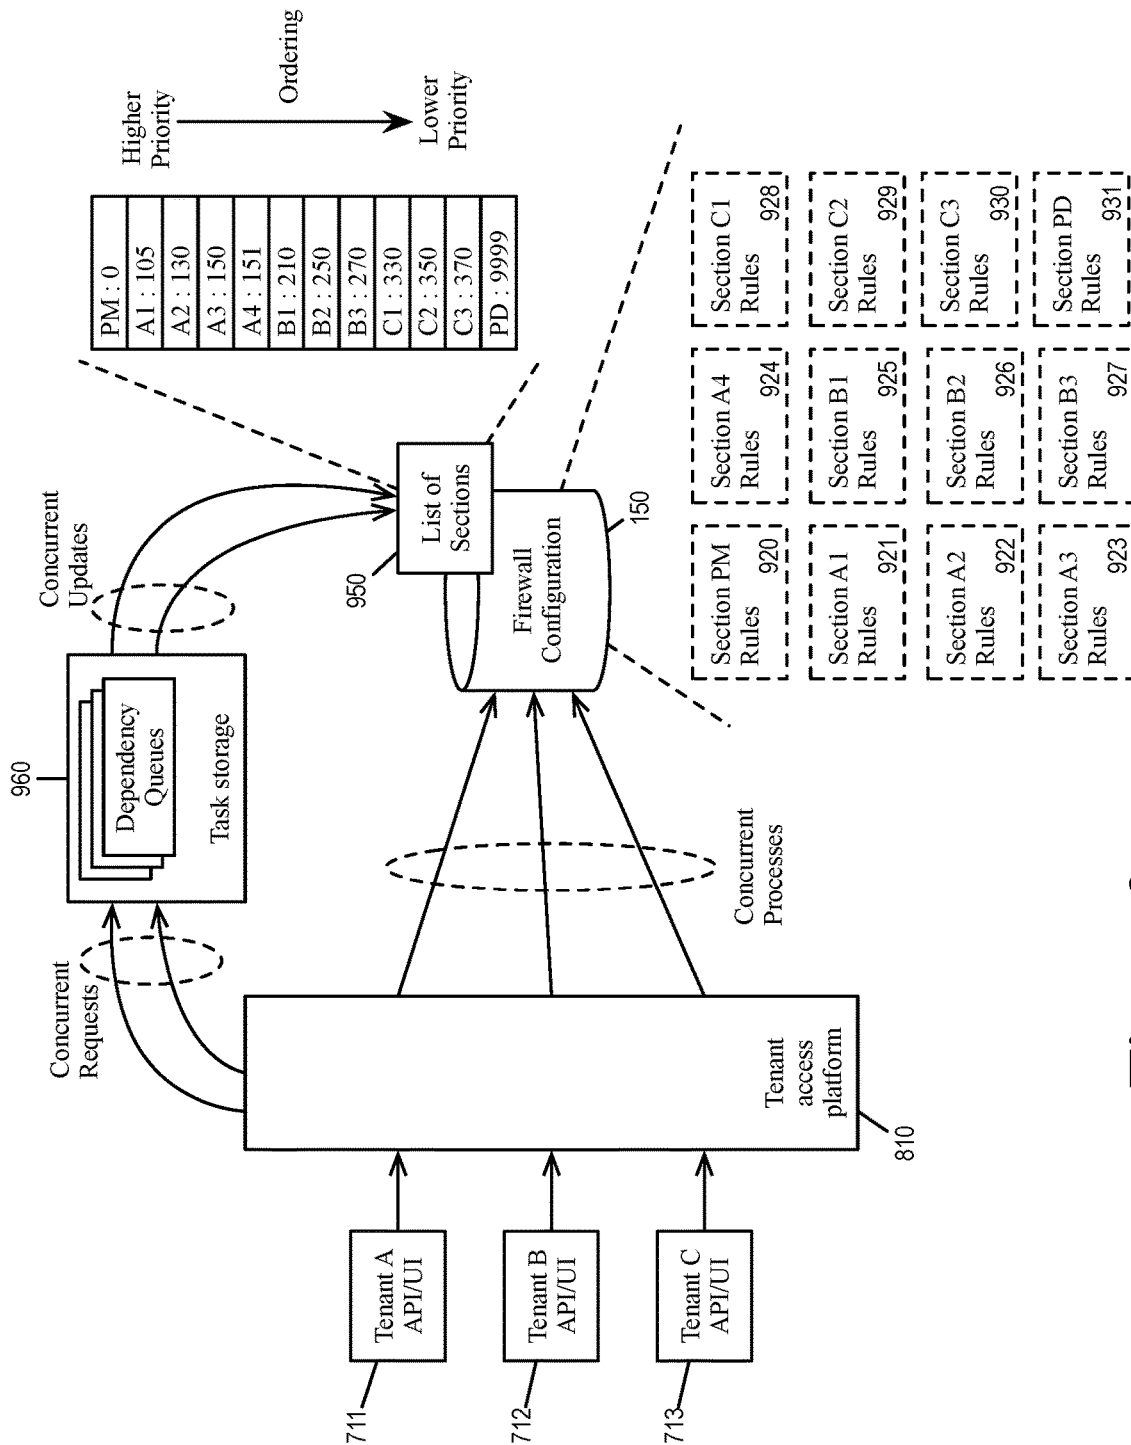 711
Tenant A
API/UI
712
Tenant B
API/UI
713
Tenant C
API/UI
Tenant
access
platform
810
Concurrent
Requests
960
Dependency
Queues
Task storage
Concurrent
Updates
Concurrent
Processes
950
List of
Sections
Firewall
Configuration
150
PM : 0
A1 : 105
A2 : 130
A3 : 150
A4 : 151
B1 : 210
B2 : 250
B3 : 270
C1 : 330
C2 : 350
C3 : 370
PD : 9999
Higher
Priority
Ordering
Lower
Priority
Section PM
Rules
920
Section A1
Rules
921
Section A2
Rules
922
Section A3
Rules
923
Section A4
Rules
924
Section B1
Rules
925
Section B2
Rules
926
Section B3
Rules
927
Section C1
Rules
928
Section C2
Rules
929
Section C3
Rules
930
Section PD
Rules
931